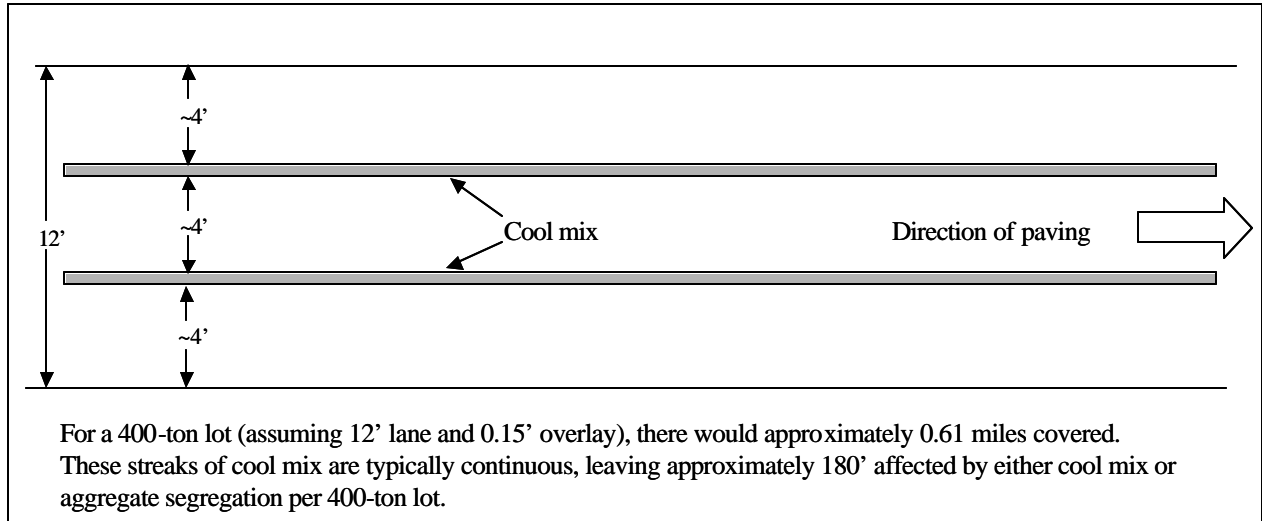 ~4’
12’
~4’
Cool mix
Direction of paving
~4’
For a 400-ton lot (assuming 12’ lane and 0.15’ overlay), there would approximately 0.61 miles covered.
These streaks of cool mix are typically continuous, leaving approximately 180’ affected by either cool mix or
aggregate segregation per 400-ton lot.